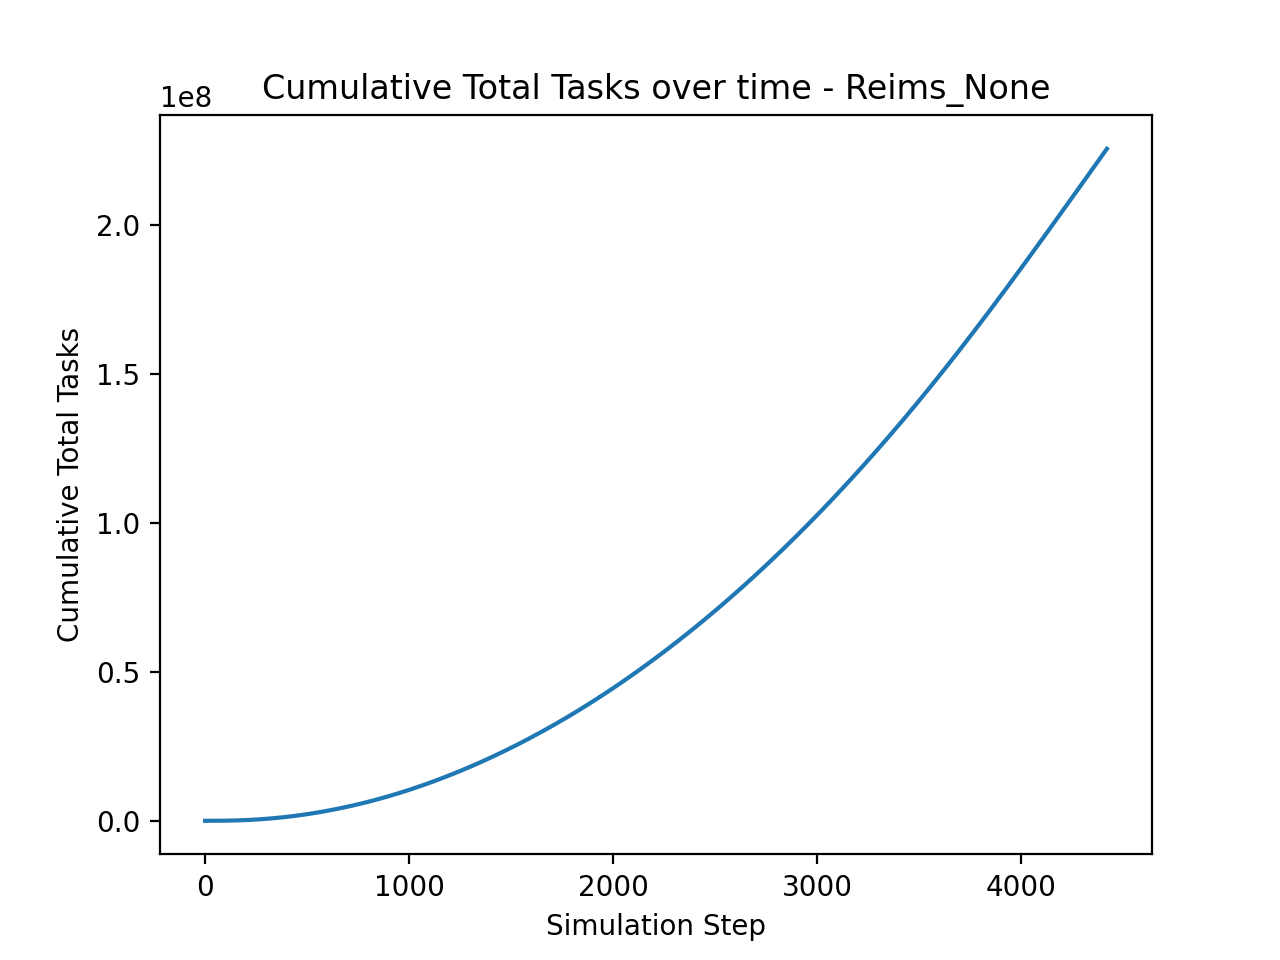 Cumulative Total Tasks over time - Reims_None
1e8
2.0
1.5
1.0
0.5
0.0
Cumulative Total Tasks
0 1000 2000 3000 4000
Simulation Step